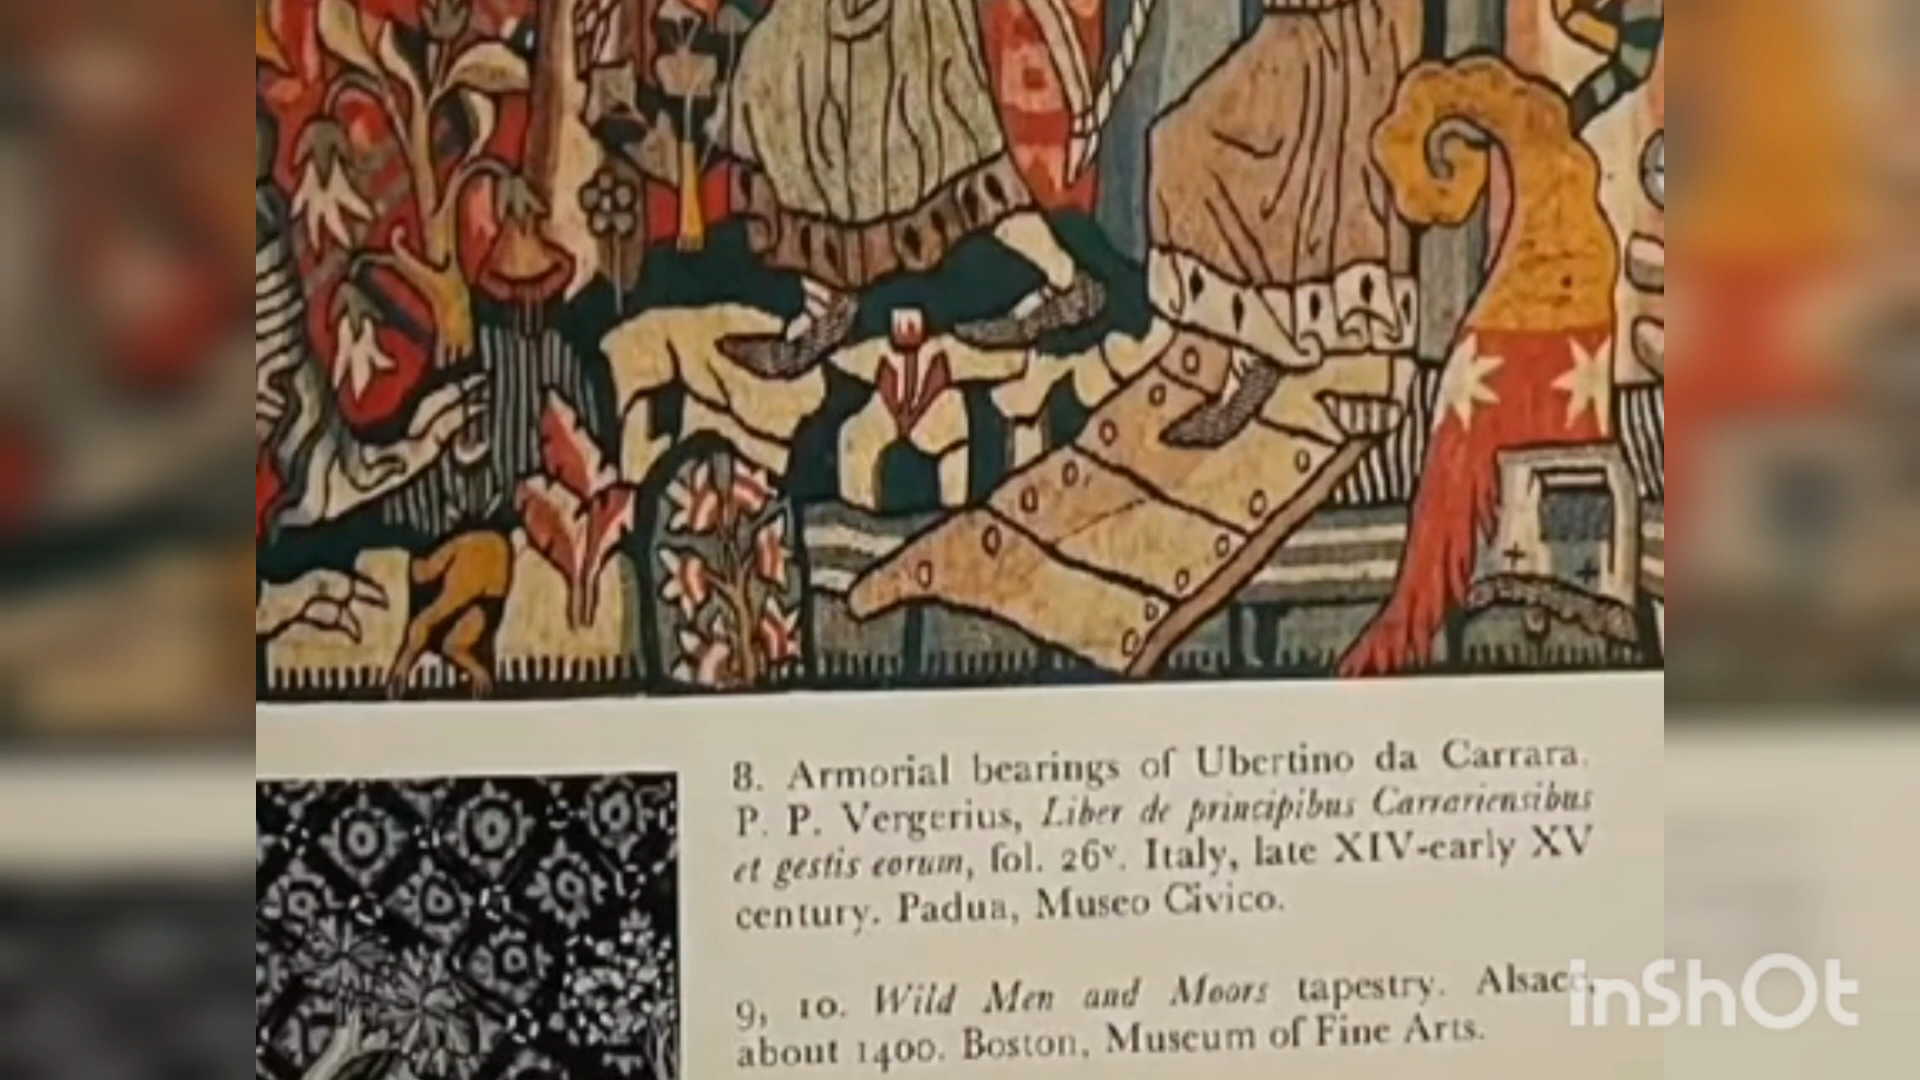 8. Armorial bearings of Ubertino da Carrara.
P. P. Vergerius, Liber de principibus Carrariensibus
et gestis eorum, fol. 26v. Italy, late XIV-early XV
century. Padua, Museo Civico.
9, 10. Wild Men and Moors tapestry. Alsace,
about 1400. Boston, Museum of Fine Arts.
InShOt